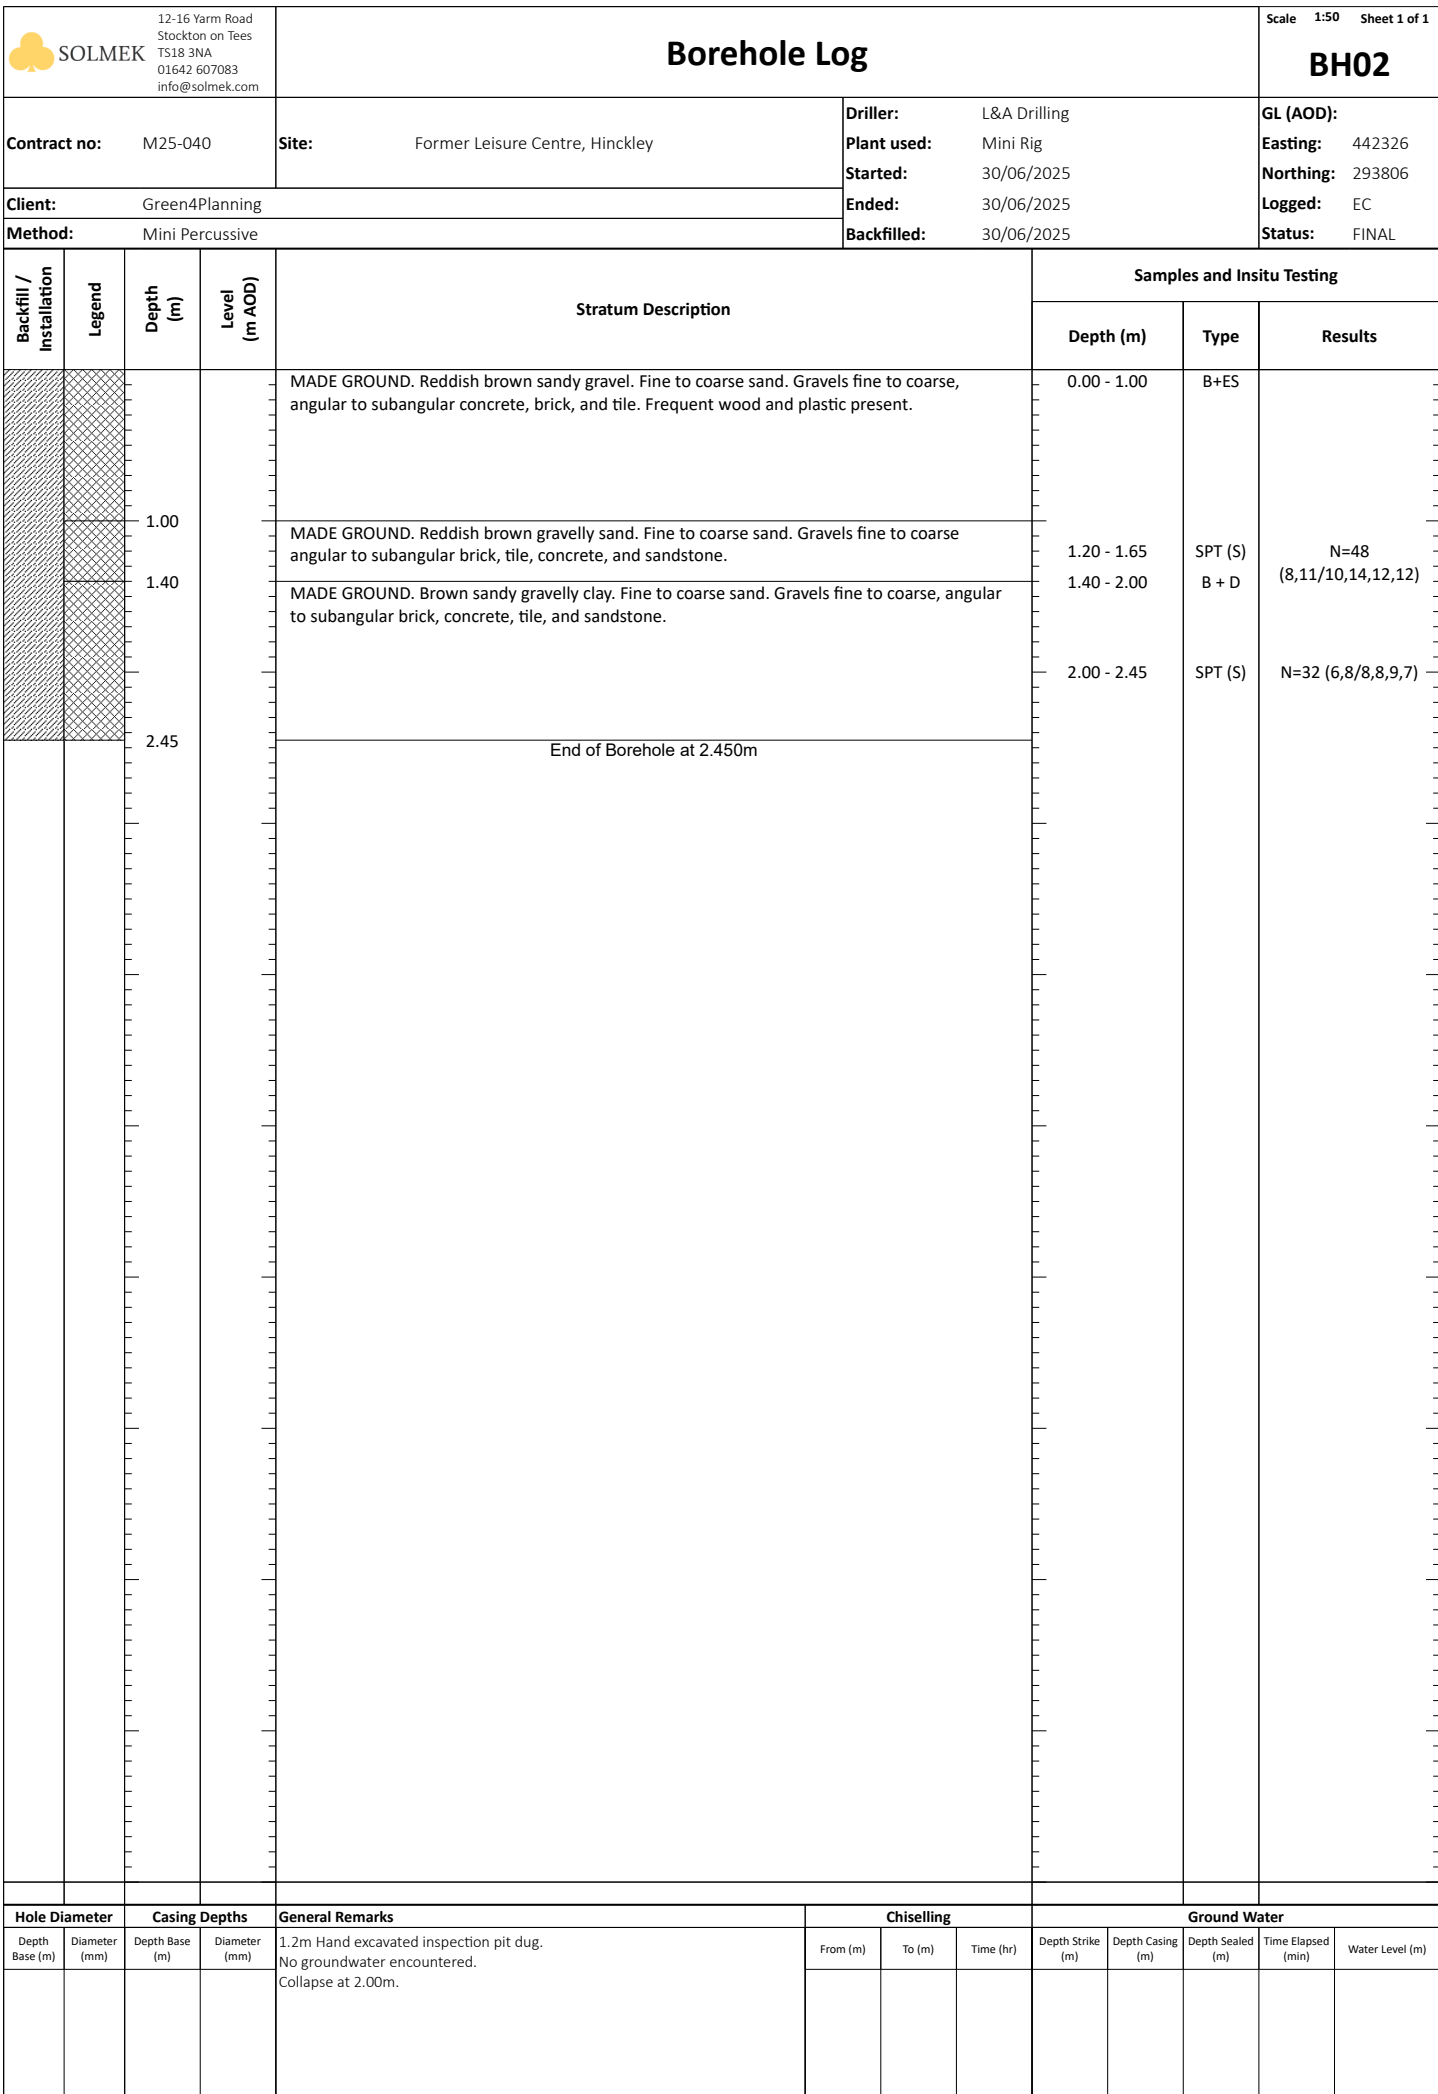 SOLMEK
12-16 Yarm Road
Stockton on Tees
TS18 3NA
01642 607083
info@solmek.com
Borehole Log
Scale 1:50 Sheet 1 of 1
BH02
Contract no: M25-040
Site: Former Leisure Centre, Hinckley
Client: Green4Planning
Method: Mini Percussive
Driller: L&A Drilling
Plant used: Mini Rig
Started: 30/06/2025
Ended: 30/06/2025
Backfilled: 30/06/2025
GL (AOD):
Easting: 442326
Northing: 293806
Logged: EC
Status: FINAL
Backfill /
Installation
Legend
Depth
(m)
Level
(m AOD)
Stratum Description
Samples and Insitu Testing
Depth (m) Type Results
MADE GROUND. Reddish brown sandy gravel. Fine to coarse sand. Gravels fine to coarse,
angular to subangular concrete, brick, and tile. Frequent wood and plastic present.
0.00 - 1.00 B+ES
1.00
MADE GROUND. Reddish brown gravelly sand. Fine to coarse sand. Gravels fine to coarse
angular to subangular brick, tile, concrete, and sandstone.
1.20 - 1.65 SPT (S) N=48
(8,11/10,14,12,12)
1.40
1.40 - 2.00 B + D
MADE GROUND. Brown sandy gravelly clay. Fine to coarse sand. Gravels fine to coarse, angular
to subangular brick, concrete, tile, and sandstone.
2.00 - 2.45 SPT (S) N=32 (6,8/8,8,9,7)
2.45
End of Borehole at 2.450m
Hole Diameter
Depth
Base (m)
Diameter
(mm)
Casing Depths
Depth Base
(m)
Diameter
(mm)
General Remarks
1.2m Hand excavated inspection pit dug.
No groundwater encountered.
Collapse at 2.00m.
Chiselling
From (m) To (m) Time (hr)
Ground Water
Depth Strike
(m)
Depth Casing
(m)
Depth Sealed
(m)
Time Elapsed
(min)
Water Level (m)